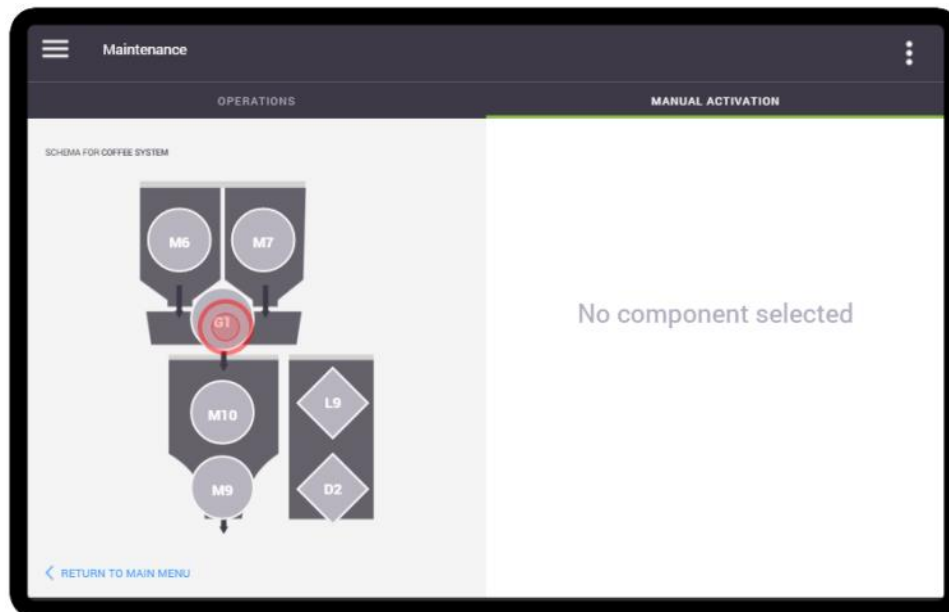 Maintenance
OPERATIONS
MANUAL ACTIVATION
SCHEMA FOR COFFEE SYSTEM
M6
M7
G1
No component selected
M10
L9
M9
D2
RETURN TO MAIN MENU